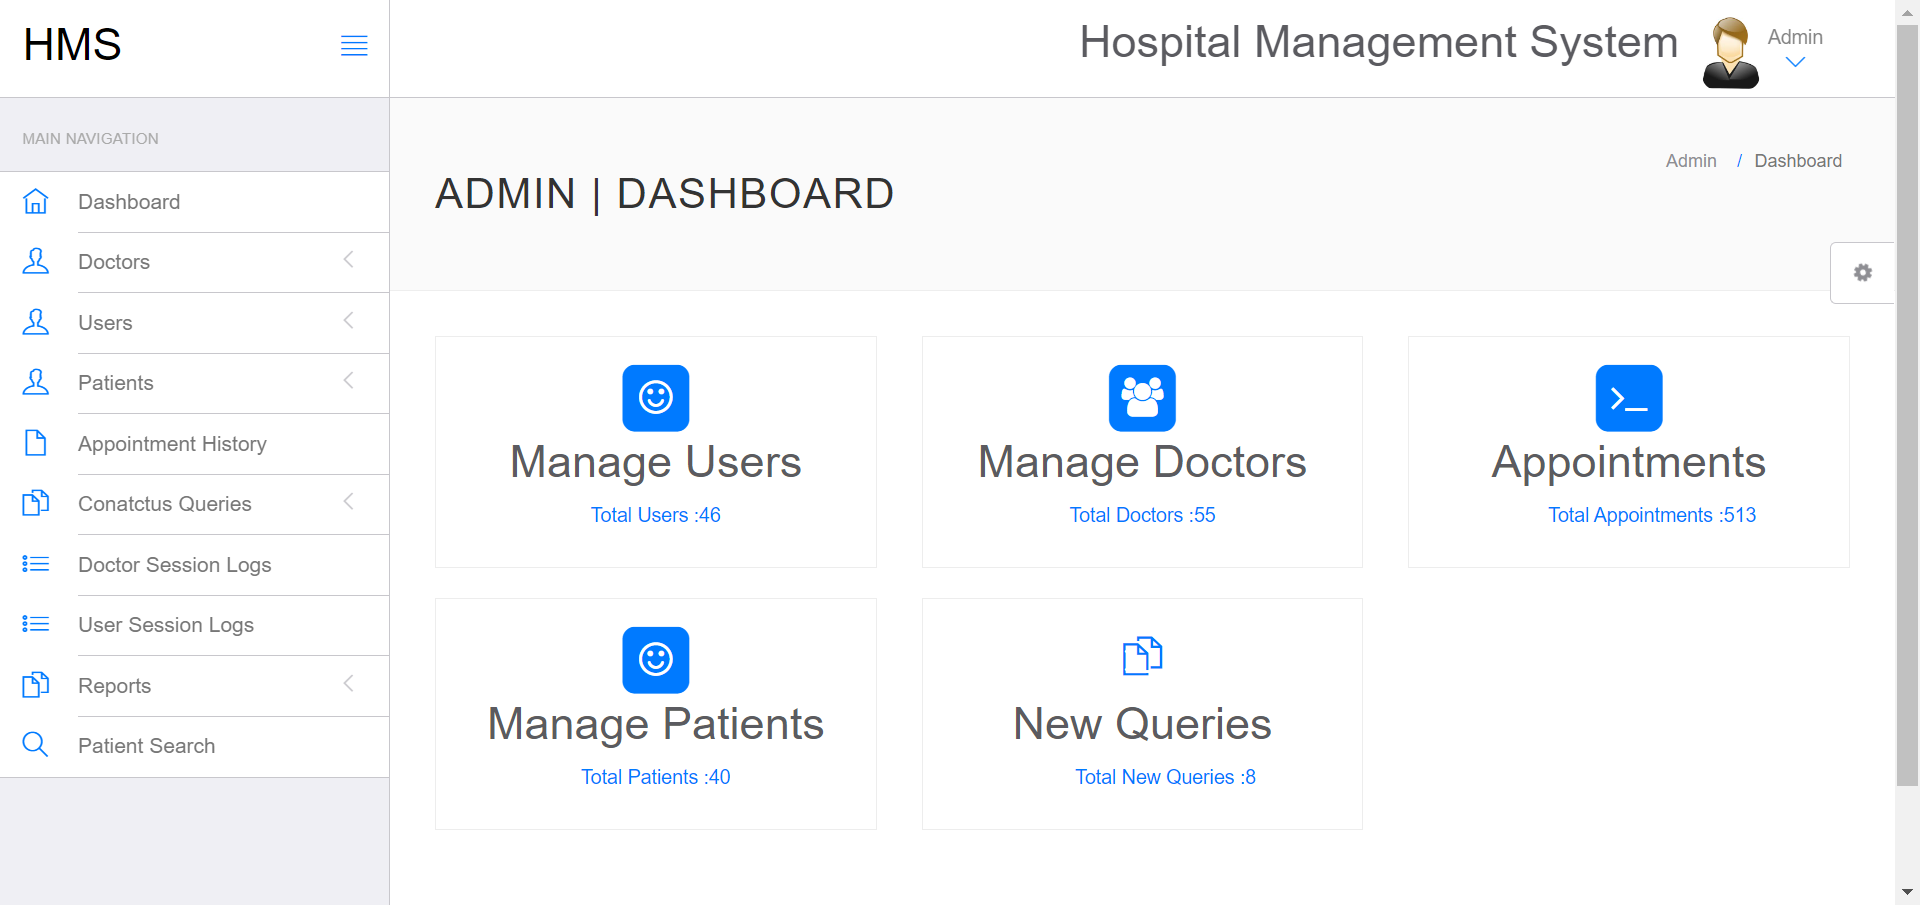 HMS
Hospital Management System
Admin
MAIN NAVIGATION
Dashboard
Doctors
Users
Patients
Appointment History
Conatctus Queries
Doctor Session Logs
User Session Logs
Reports
Patient Search
ADMIN | DASHBOARD
Admin / Dashboard
Manage Users
Total Users :46
Manage Doctors
Total Doctors :55
Appointments
Total Appointments :513
Manage Patients
Total Patients :40
New Queries
Total New Queries :8